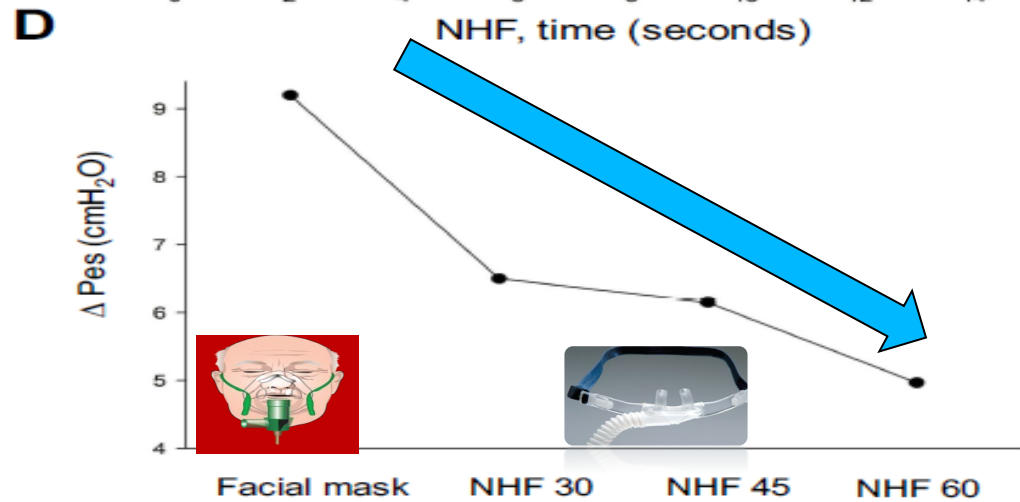 D
NHF, time (seconds)
Δ Pes (cmH₂O)
9
8
7
6
5
4
Facial mask NHF 30 NHF 45 NHF 60